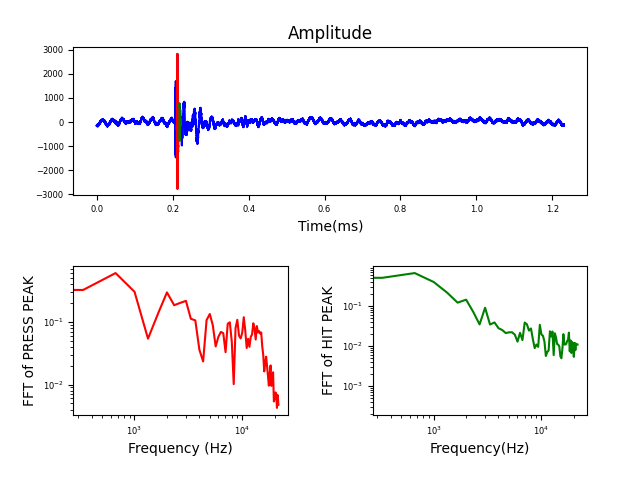 Amplitude
3000
2000
1000
0
−1000
−2000
−3000
0.0 0.2 0.4 0.6 0.8 1.0 1.2
Time(ms)
FFT of PRESS PEAK
10⁻¹
10⁻²
10³ 10⁴
Frequency (Hz)
FFT of HIT PEAK
10⁻¹
10⁻²
10⁻³
10³ 10⁴
Frequency(Hz)